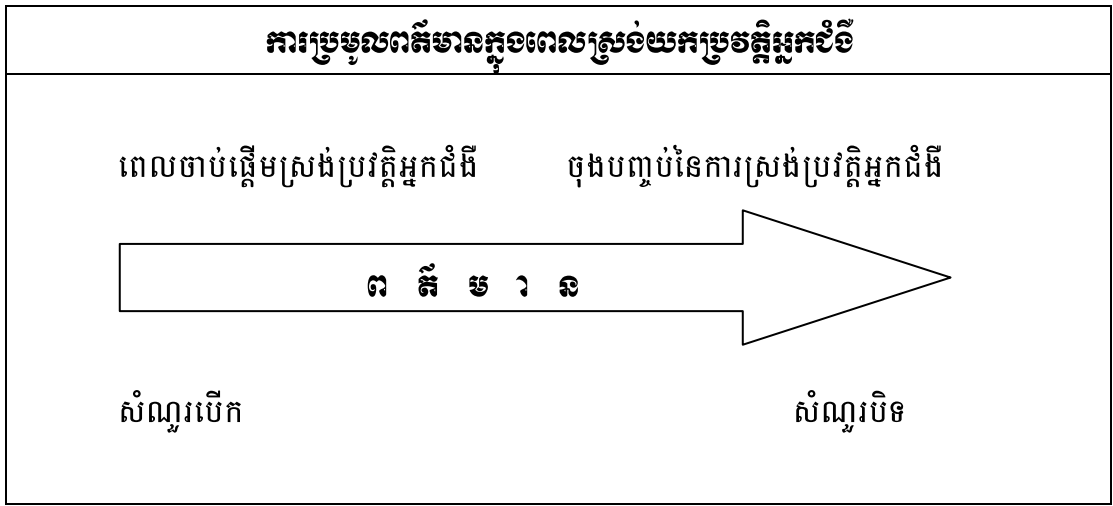 ការប្រមូលពត៌មានក្នុងពេលស្រង់យកប្រវត្តិអ្នកជំងឺ
ពេលចាប់ផ្តើមស្រង់ប្រវត្តិអ្នកជំងឺ ចុងបញ្ចប់នៃការស្រង់ប្រវត្តិអ្នកជំងឺ
ព ត៌ ម ា ន
សំណួរបើក សំណួរបិទ